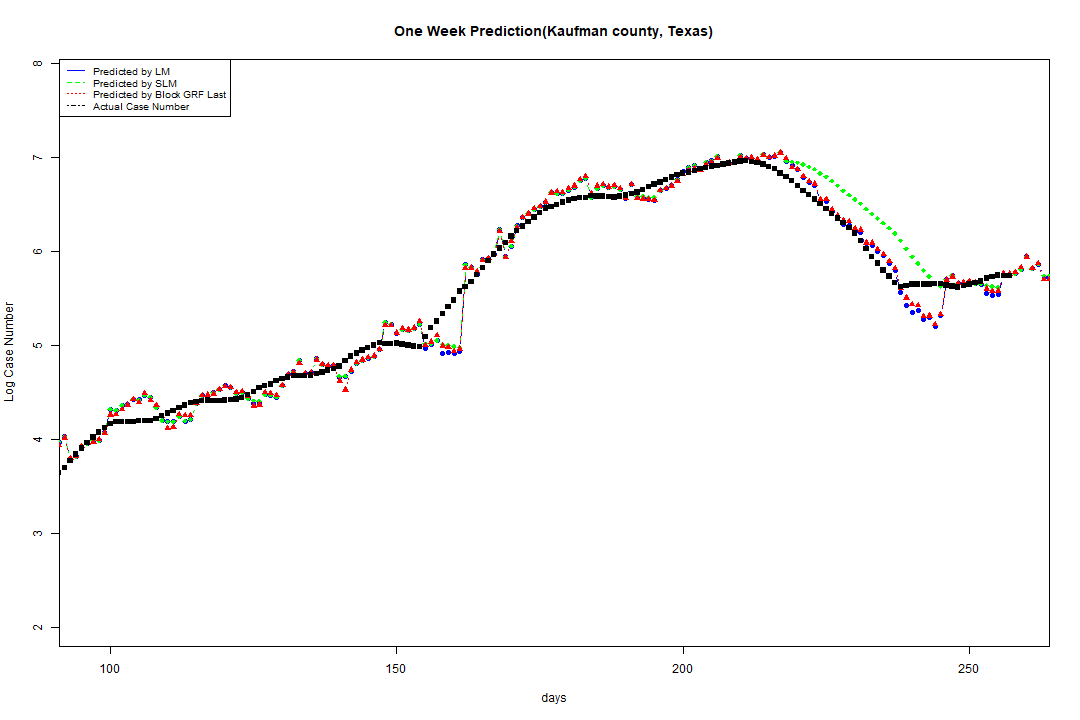 One Week Prediction(Kaufman county, Texas)
Predicted by LM
Predicted by SLM
Predicted by Block GRF Last
Actual Case Number
8
7
6
5
4
3
2
Log Case Number
100 150 200 250
days